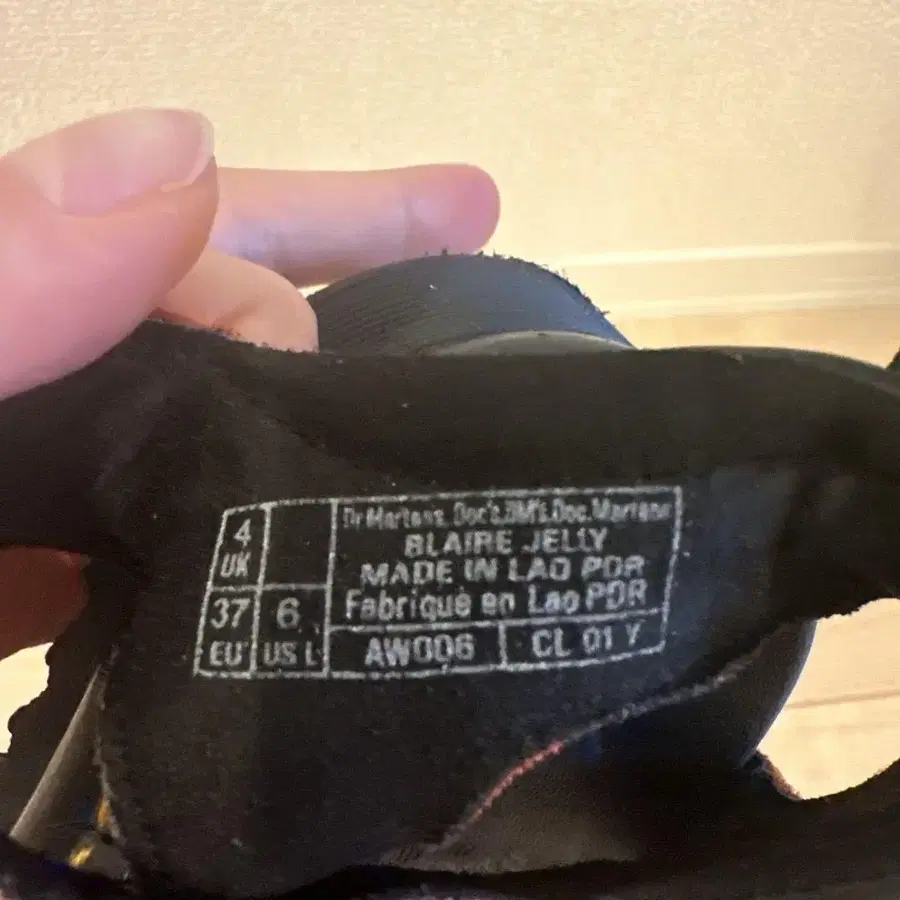 4
UK
37
EU
6
US L
Dr Martens. Doc's.DM's.Doc.Martens
BLAIRE JELLY
MADE IN LAO PDR
Fabriqué en Lao PDR
AW006
CL 01 Y